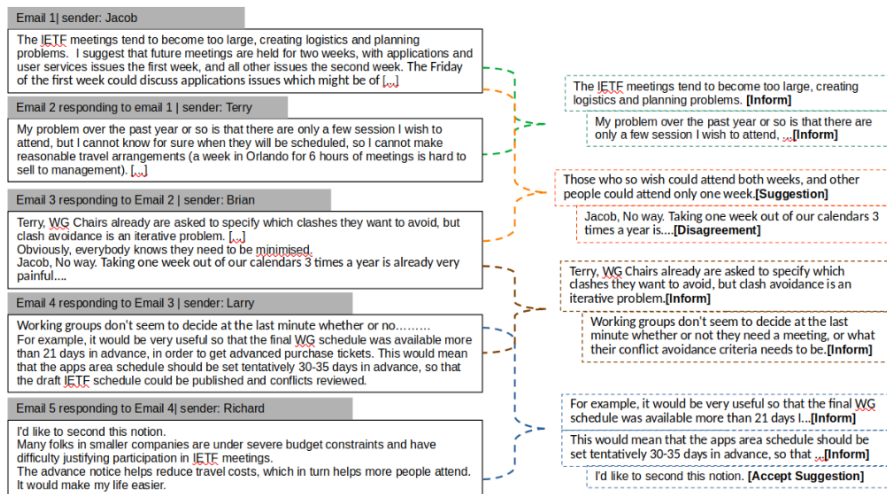 Email 1| sender: Jacob
The IETF meetings tend to become too large, creating logistics and planning
problems.  I suggest that future meetings are held for two weeks, with applications and
user services issues the first week, and all other issues the second week. The Friday
of the first week could discuss applications issues which might be of [...]
Email 2 responding to email 1 | sender: Terry
My problem over the past year or so is that there are only a few session I wish to
attend, but I cannot know for sure when they will be scheduled, so I cannot make
reasonable travel arrangements (a week in Orlando for 6 hours of meetings is hard to
sell to management). [...]
Email 3 responding to Email 2 | sender: Brian
Terry, WG Chairs already are asked to specify which clashes they want to avoid, but
clash avoidance is an iterative problem. [...]
Obviously, everybody knows they need to be minimised.
Jacob, No way. Taking one week out of our calendars 3 times a year is already very
painful....
Email 4 responding to Email 3 | sender: Larry
Working groups don't seem to decide at the last minute whether or no………
For example, it would be very useful so that the final WG schedule was available more
than 21 days in advance, in order to get advanced purchase tickets. This would mean
that the apps area schedule should be set tentatively 30-35 days in advance, so that
the draft IETF schedule could be published and conflicts reviewed.
Email 5 responding to Email 4| sender: Richard
I'd like to second this notion.
Many folks in smaller companies are under severe budget constraints and have
difficulty justifying participation in IETF meetings.
The advance notice helps reduce travel costs, which in turn helps more people attend.
It would make my life easier.
The IETF meetings tend to become too large, creating
logistics and planning problems. [Inform]
My problem over the past year or so is that there are
only a few session I wish to attend, ...[Inform]
Those who so wish could attend both weeks, and other
people could attend only one week.[Suggestion]
Jacob, No way. Taking one week out of our calendars 3
times a year is....[Disagreement]
Terry, WG Chairs already are asked to specify which
clashes they want to avoid, but clash avoidance is an
iterative problem.[Inform]
Working groups don't seem to decide at the last
minute whether or not they need a meeting, or what
their conflict avoidance criteria needs to be.[Inform]
For example, it would be very useful so that the final WG
schedule was available more than 21 days i...[Inform]
This would mean that the apps area schedule should be
set tentatively 30-35 days in advance, so that ...[Inform]
I'd like to second this notion. [Accept Suggestion]